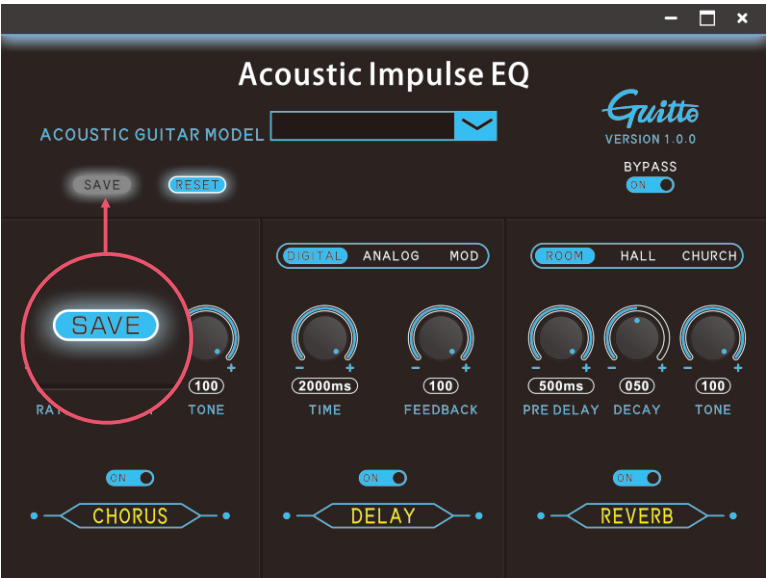 Acoustic Impulse EQ
Guitto
ACOUSTIC GUITAR MODEL
VERSION 1.0.0
BYPASS
SAVE RESET ON
DIGITAL ANALOG MOD ROOM HALL CHURCH
SAVE
- + - + - + - + - + - +
100 2000ms 100 500ms 050 100
TONE TIME FEEDBACK PRE DELAY DECAY TONE
ON ON ON
CHORUS DELAY REVERB